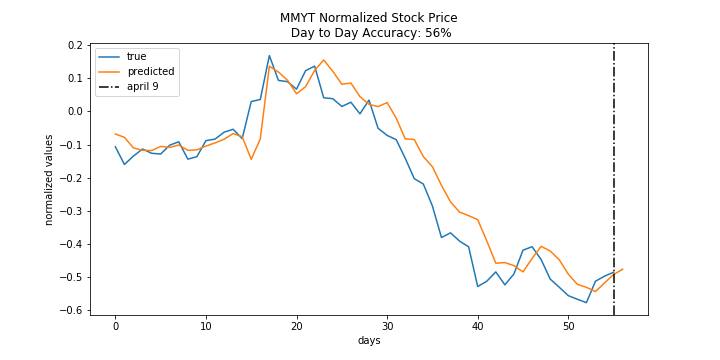 MMYT Normalized Stock Price
Day to Day Accuracy: 56%
true
predicted
april 9
normalized values
0.2
0.1
0.0
−0.1
−0.2
−0.3
−0.4
−0.5
−0.6
0 10 20 30 40 50
days